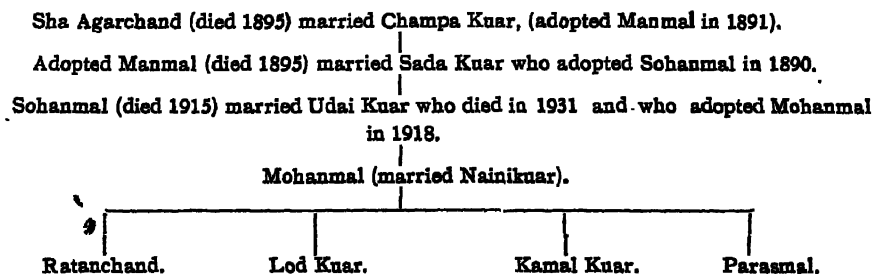 Sha Agarchand (died 1895) married Champa Kuar, (adopted Manmal in 1891).
Adopted Manmal (died 1895) married Sada Kuar who adopted Sohanmal in 1890.
Sohanmal (died 1915) married Udai Kuar who died in 1931 and who adopted Mohanmal
in 1918.
Mohanmal (married Nainikuar).
Ratanchand. Lod Kuar. Kamal Kuar. Parasmal.